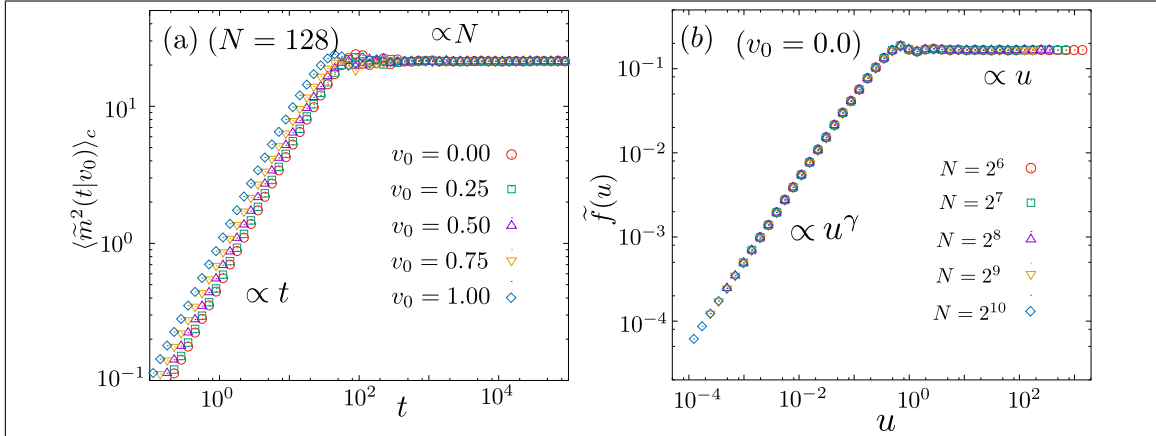 (a) (N = 128)
∝N
⟨m̃²(t|v₀)⟩_c
10¹
10⁰
10⁻¹
v₀ = 0.00
v₀ = 0.25
v₀ = 0.50
v₀ = 0.75
v₀ = 1.00
∝ t
10⁰ 10² 10⁴
t
(b) (v₀ = 0.0)
∝ u
f̃(u)
10⁻¹
10⁻²
10⁻³
10⁻⁴
N = 2⁶
N = 2⁷
N = 2⁸
N = 2⁹
N = 2¹⁰
∝ u^γ
10⁻⁴ 10⁻² 10⁰ 10²
u